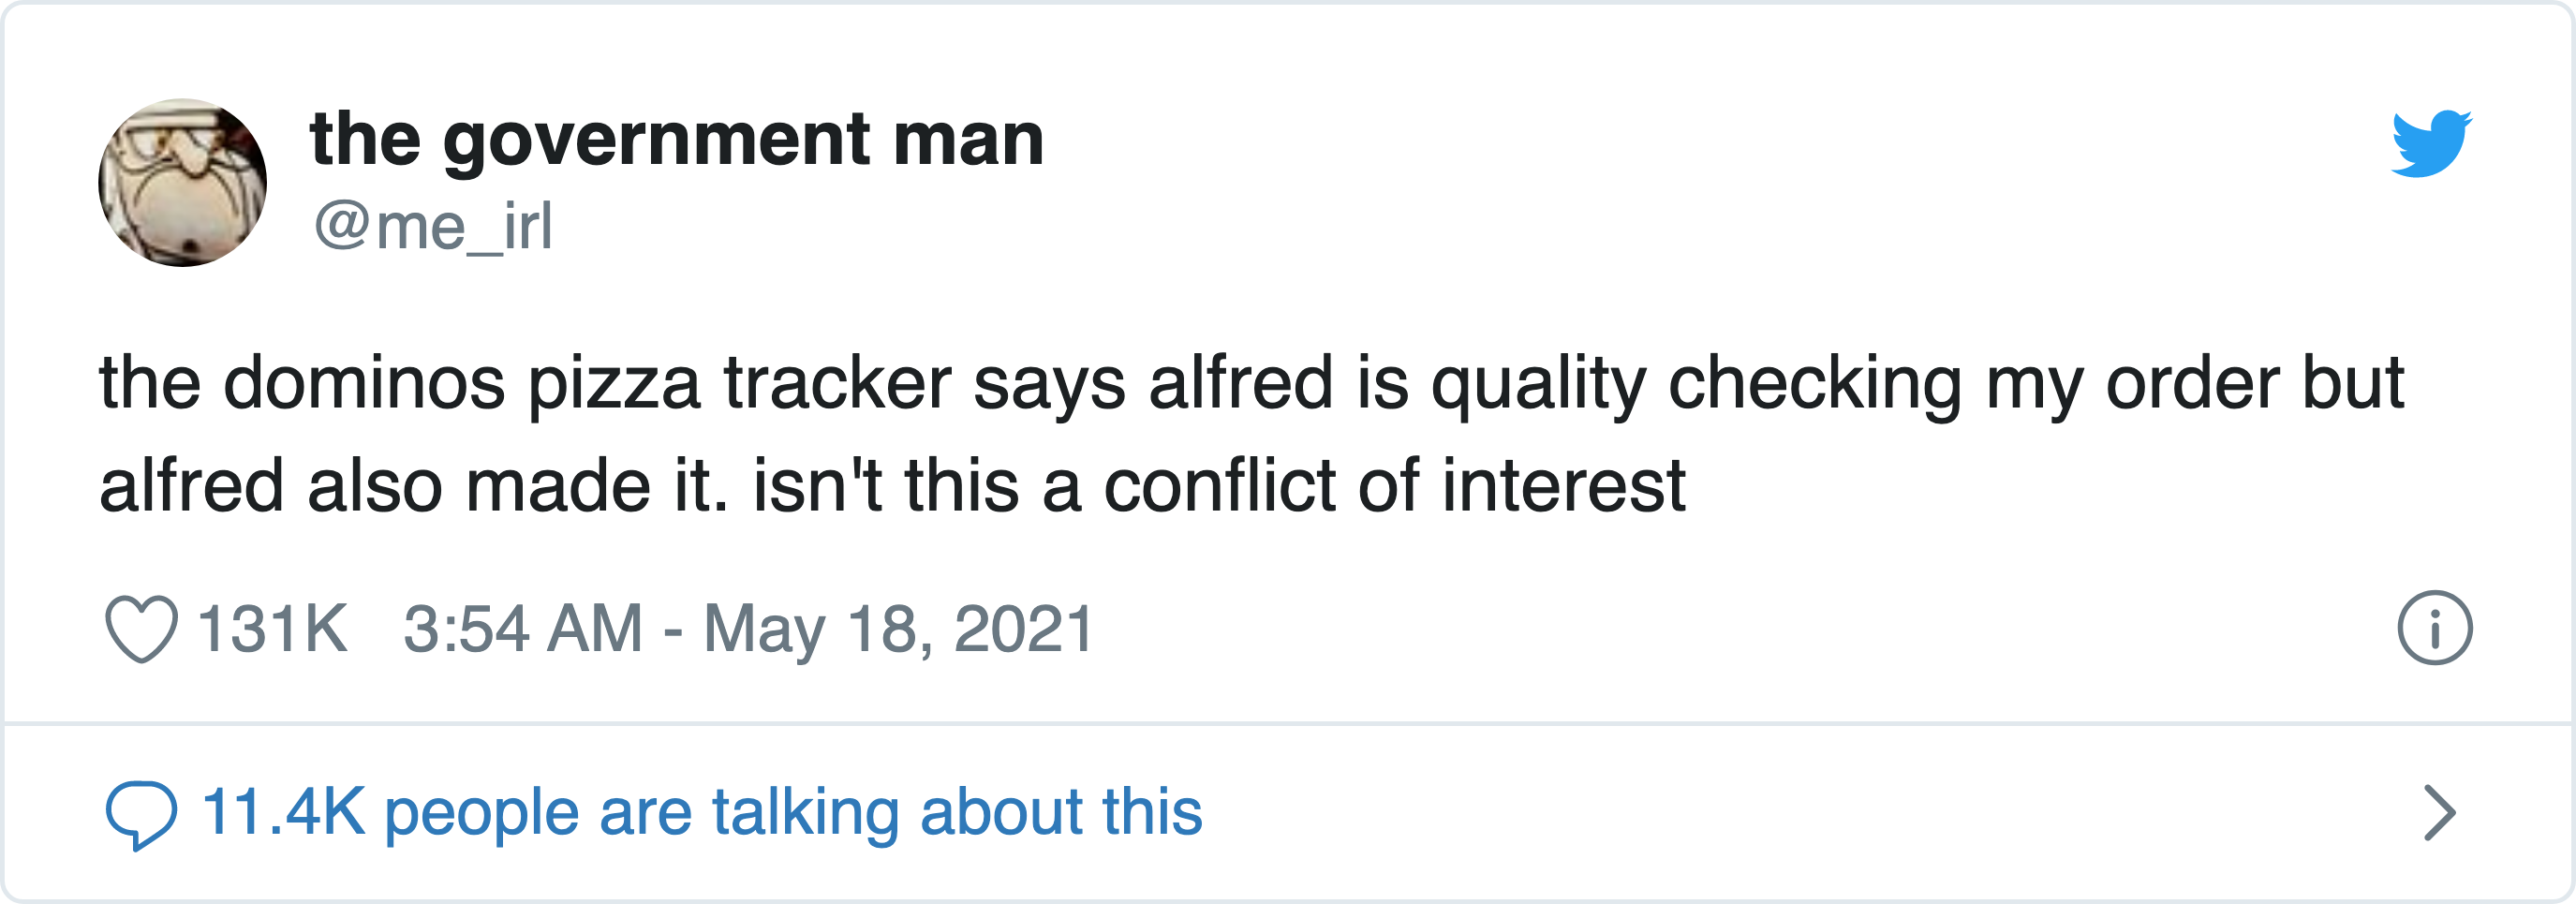 the government man
@me_irl
the dominos pizza tracker says alfred is quality checking my order but
alfred also made it. isn't this a conflict of interest
131K 3:54 AM - May 18, 2021
11.4K people are talking about this